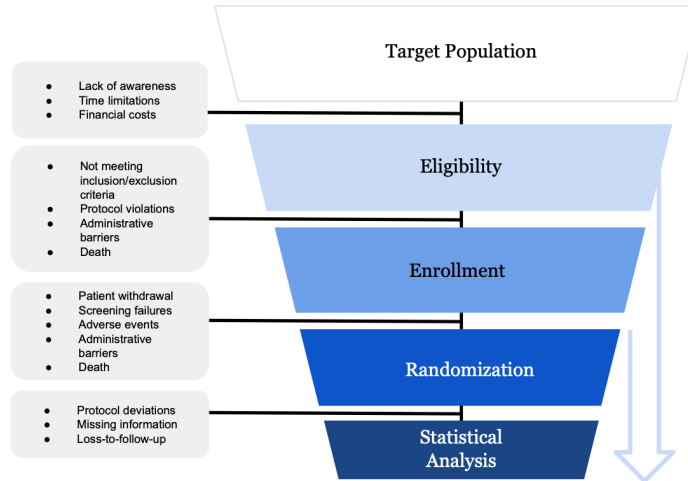 Target Population
• Lack of awareness
• Time limitations
• Financial costs
Eligibility
• Not meeting
inclusion/exclusion
criteria
• Protocol violations
• Administrative
barriers
• Death
Enrollment
• Patient withdrawal
• Screening failures
• Adverse events
• Administrative
barriers
• Death
Randomization
• Protocol deviations
• Missing information
• Loss-to-follow-up
Statistical
Analysis